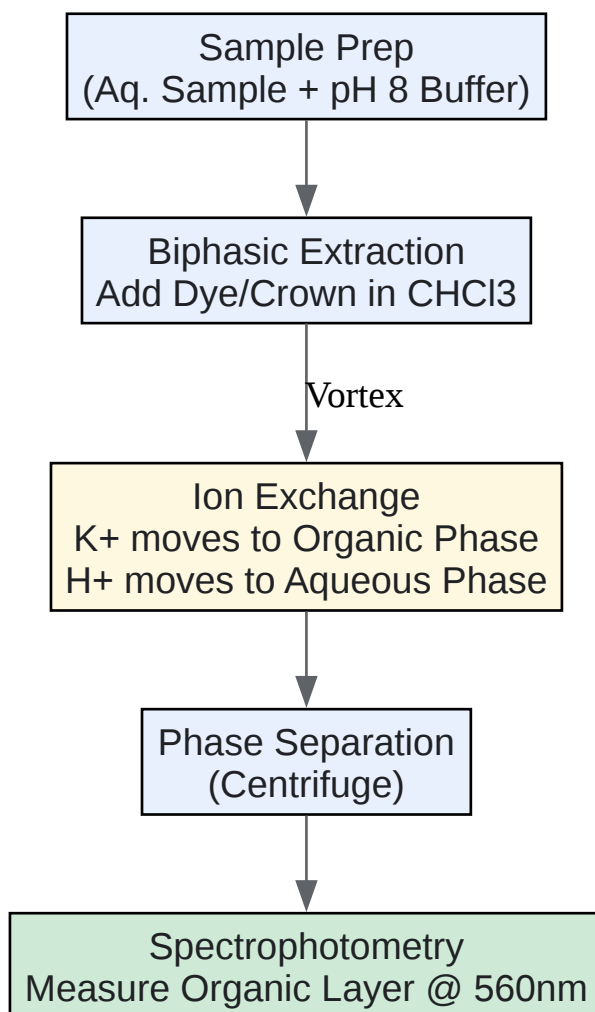 Sample Prep
(Aq. Sample + pH 8 Buffer)
Biphasic Extraction
Add Dye/Crown in CHCl3
Vortex
Ion Exchange
K+ moves to Organic Phase
H+ moves to Aqueous Phase
Phase Separation
(Centrifuge)
Spectrophotometry
Measure Organic Layer @ 560nm